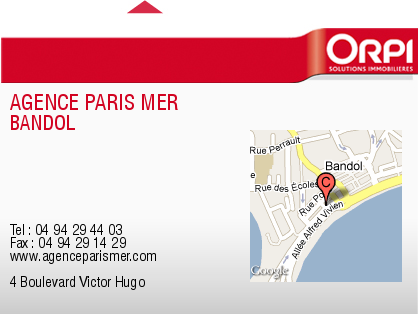 ORPI
SOLUTIONS IMMOBILIÈRES
AGENCE PARIS MER
BANDOL
Rue Perrault
Bandol
Rue des Écoles
C
Rue Po
Allée Alfred Vivien
Google
Tel : 04 94 29 44 03
Fax : 04 94 29 14 29
www.agenceparismer.com
4 Boulevard Victor Hugo